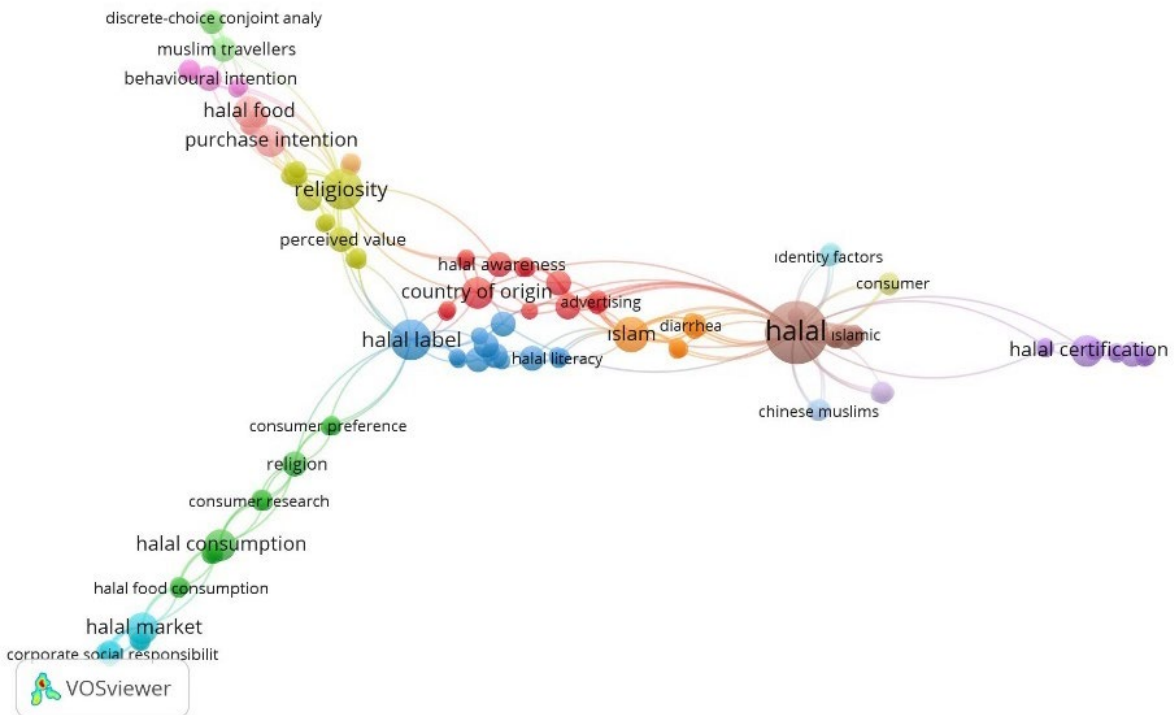 discrete-choice conjoint analy
muslim travellers
behavioural intention
halal food
purchase intention
religiosity
perceived value
halal awareness
country of origin
advertising
identity factors
consumer
halal label
halal literacy
islam
diarrhea
halal
islamic
halal certification
chinese muslims
consumer preference
religion
consumer research
halal consumption
halal food consumption
halal market
corporate social responsibilit
VOSviewer